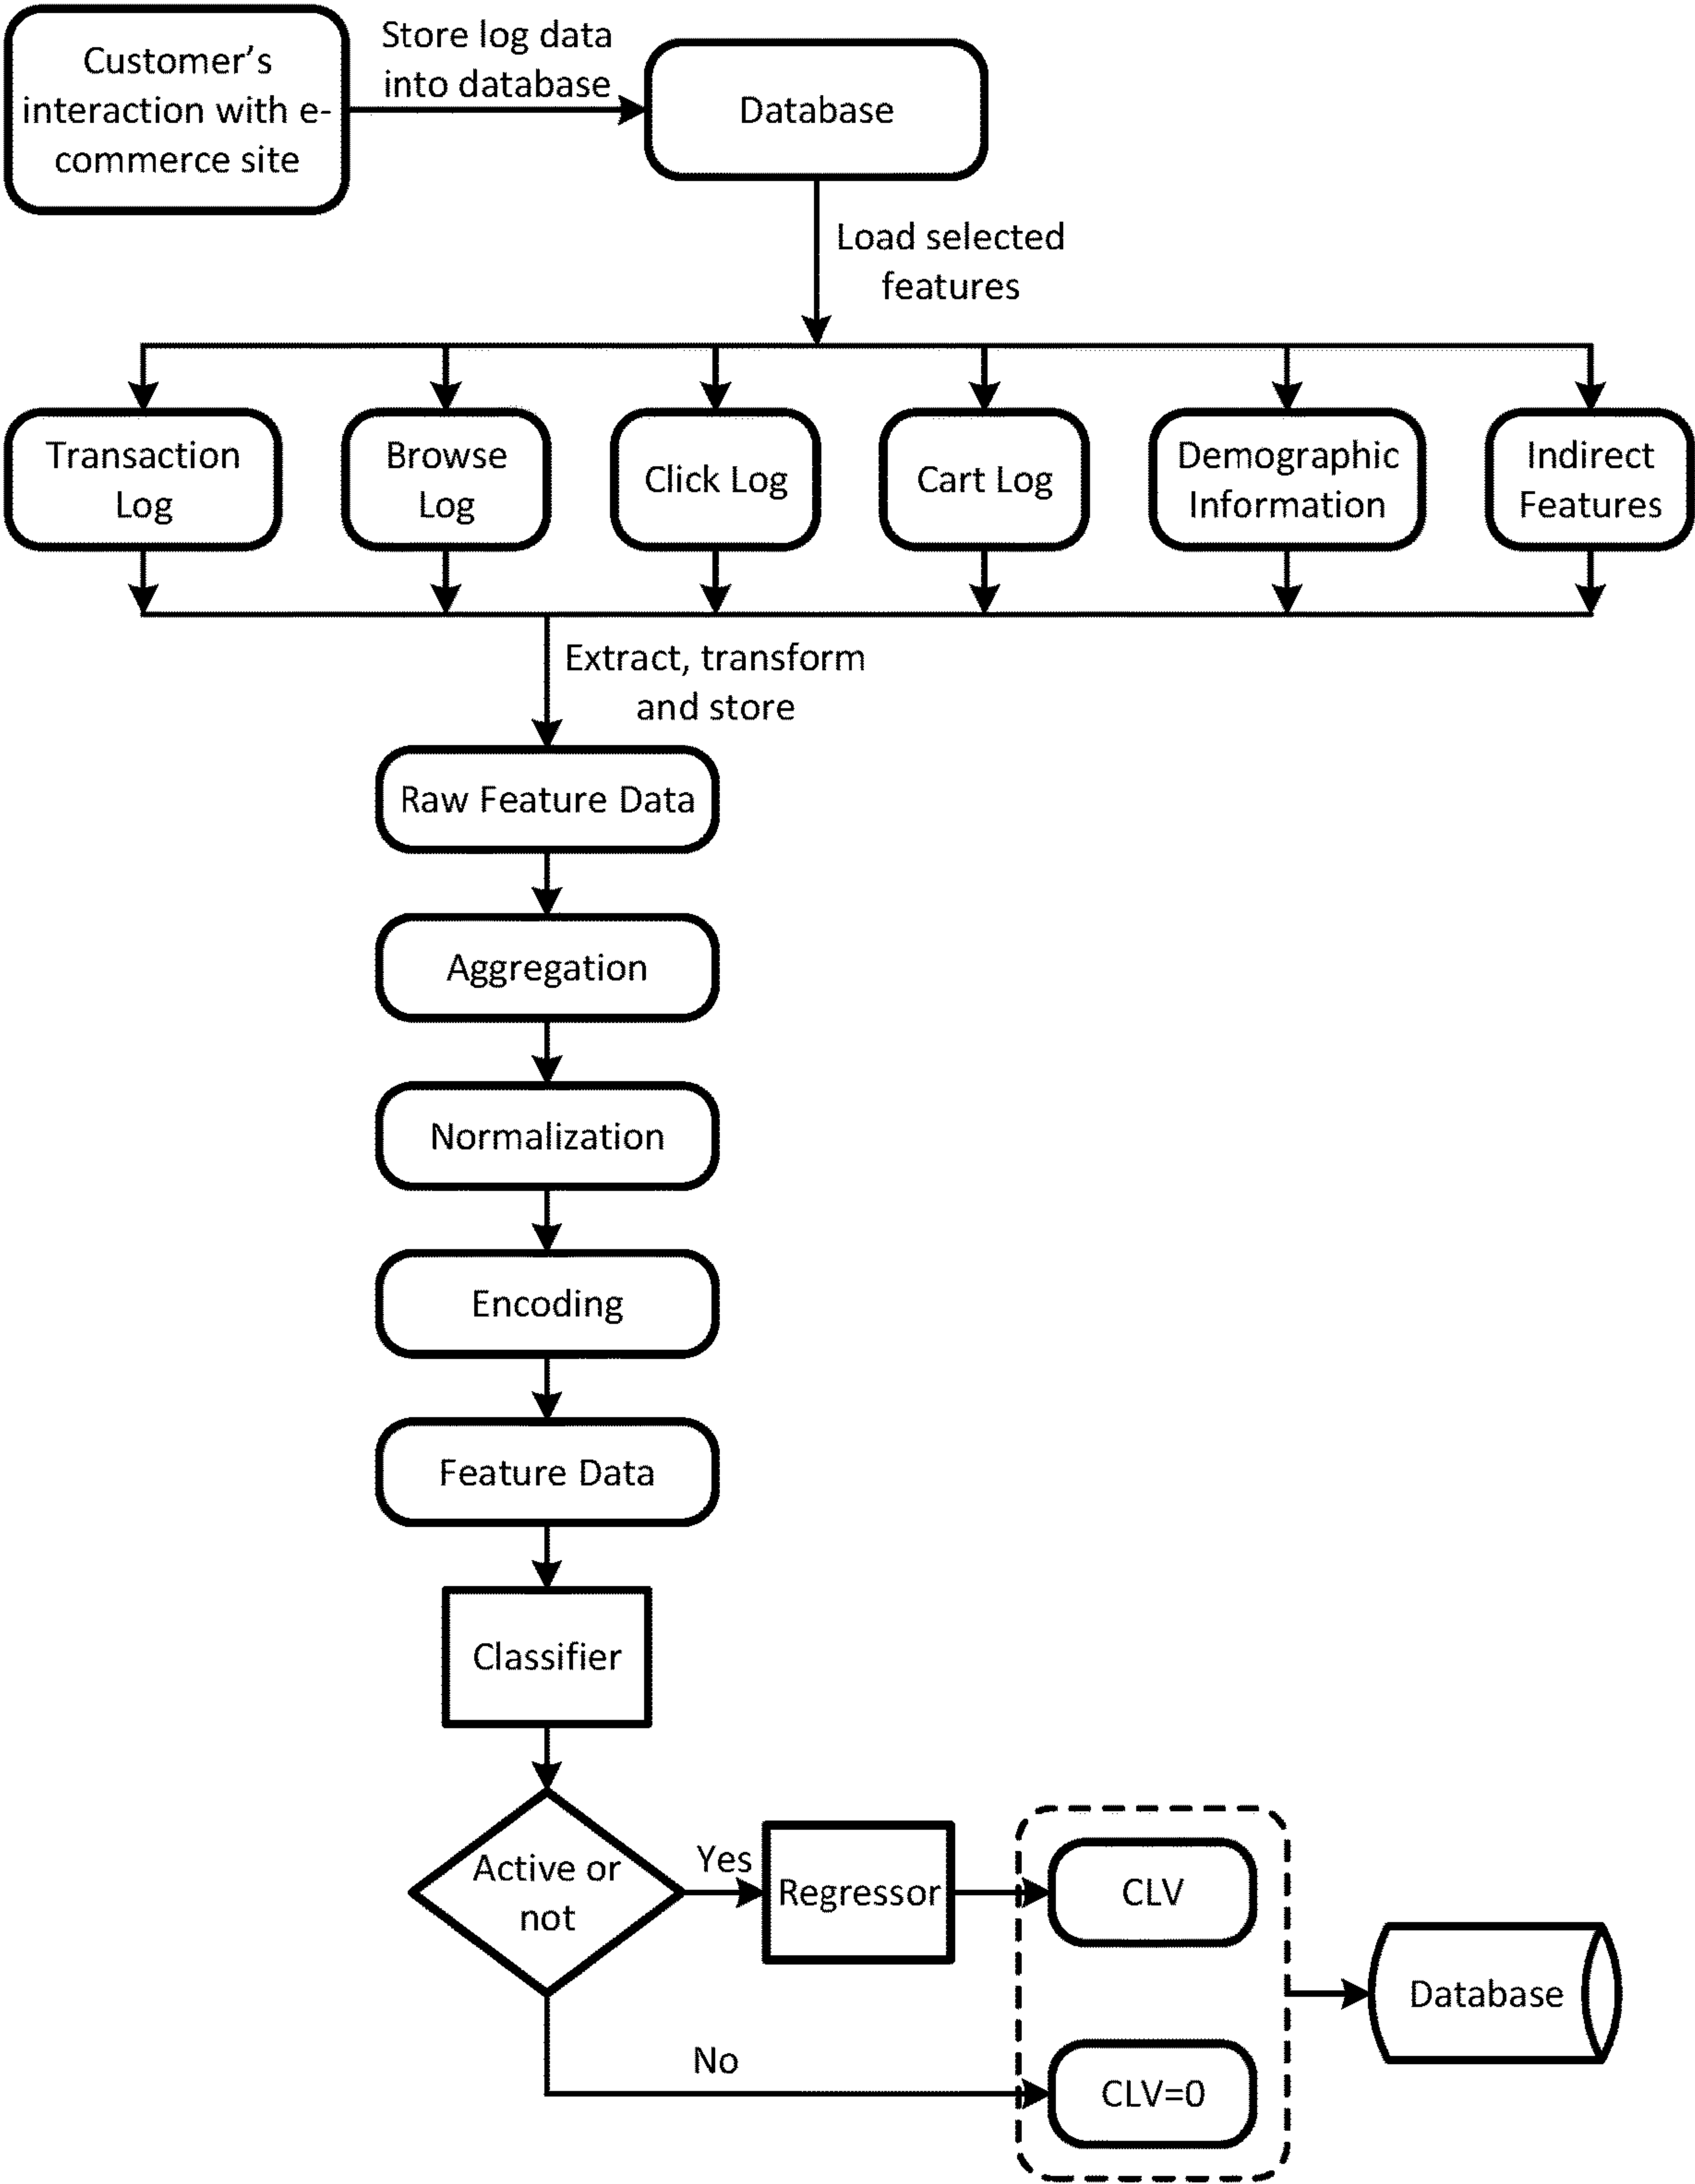 Customer’s
interaction with e-
commerce site
Store log data
into database
Database
Load selected
features
Transaction
Log
Browse
Log
Click Log
Cart Log
Demographic
Information
Indirect
Features
Extract, transform
and store
Raw Feature Data
Aggregation
Normalization
Encoding
Feature Data
Classifier
Active or
not
Yes
Regressor
CLV
No
CLV=0
Database